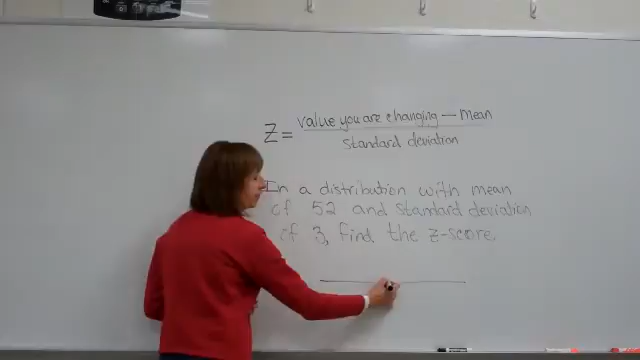 Z = value you are changing — mean
standard deviation
In a distribution with mean
of 52 and standard deviation
of 3, find the z-score.